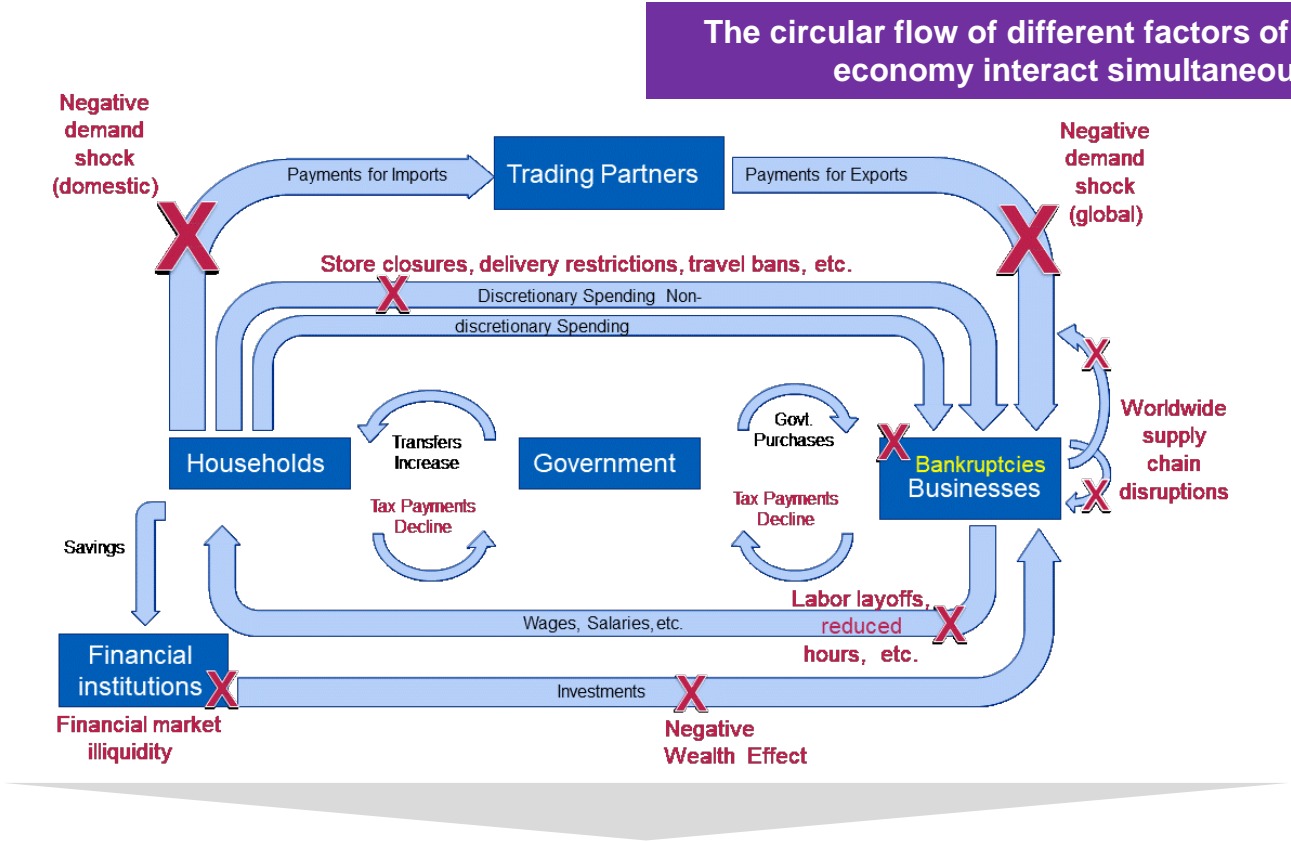 The circular flow of different factors of
economy interact simultaneou
Negative
demand
shock
(domestic)
Negative
demand
shock
(global)
Payments for Imports
Trading Partners
Payments for Exports
Store closures, delivery restrictions, travel bans, etc.
Discretionary Spending Non-
discretionary Spending
Households
Transfers
Increase
Government
Govt.
Purchases
Bankruptcies
Businesses
Worldwide
supply
chain
disruptions
Tax Payments
Decline
Tax Payments
Decline
Savings
Wages, Salaries, etc.
Labor layoffs,
reduced
hours, etc.
Financial
institutions
Investments
Financial market
illiquidity
Negative
Wealth Effect